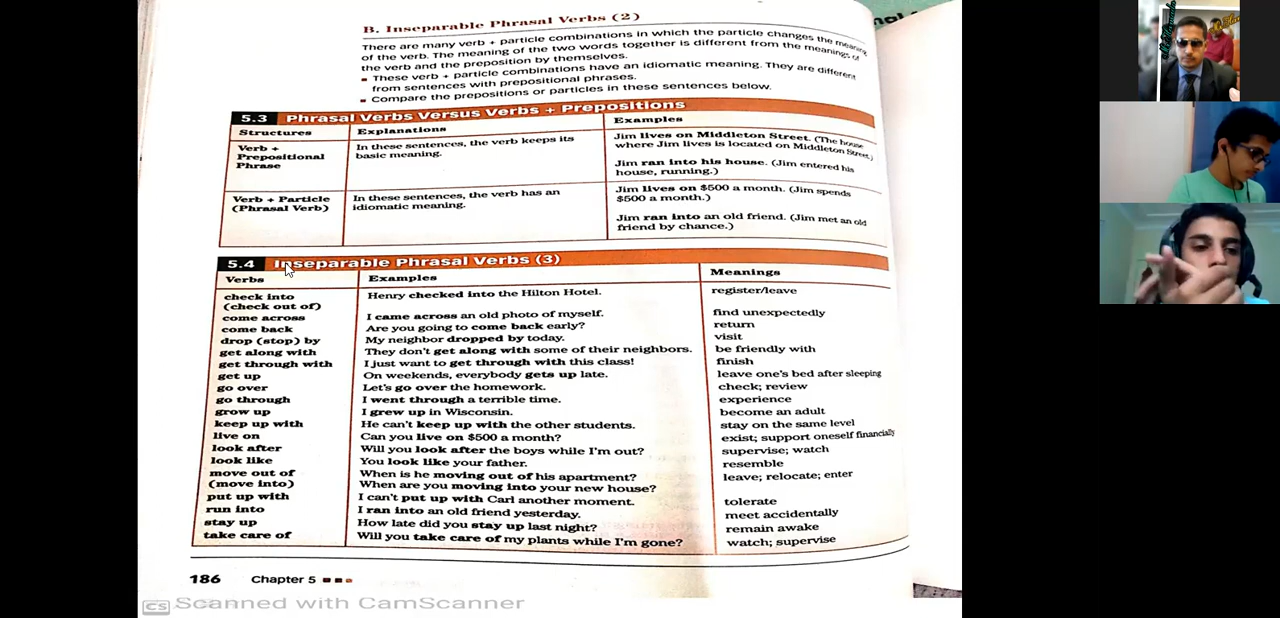 B. Inseparable Phrasal Verbs (2)
There are many verb + particle combinations in which the particle changes the meaning
of the verb. The meaning of the two words together is different from the meanings of
the verb and the preposition by themselves.
▪ These verb + particle combinations have an idiomatic meaning. They are different
from sentences with prepositional phrases.
▪ Compare the prepositions or particles in these sentences below.
5.3 Phrasal Verbs Versus Verbs + Prepositions
Structures Explanations Examples
Verb + Prepositional Phrase
In these sentences, the verb keeps its
basic meaning.
Jim lives on Middleton Street. (The house
where Jim lives is located on Middleton Street.)
Jim ran into his house. (Jim entered his
house, running.)
Verb + Particle
(Phrasal Verb)
In these sentences, the verb has an
idiomatic meaning.
Jim lives on $500 a month. (Jim spends
$500 a month.)
Jim ran into an old friend. (Jim met an old
friend by chance.)
5.4 Inseparable Phrasal Verbs (3)
Verbs Examples Meanings
check into Henry checked into the Hilton Hotel. register/leave
(check out of)
come across I came across an old photo of myself. find unexpectedly
come back Are you going to come back early? return
drop (stop) by My neighbor dropped by today. visit
get along with They don't get along with some of their neighbors. be friendly with
get through with I just want to get through with this class! finish
get up On weekends, everybody gets up late. leave one's bed after sleeping
go over Let's go over the homework. check; review
go through I went through a terrible time. experience
grow up I grew up in Wisconsin. become an adult
keep up with He can't keep up with the other students. stay on the same level
live on Can you live on $500 a month? exist; support oneself financially
look after Will you look after the boys while I'm out? supervise; watch
look like You look like your father. resemble
move out of When is he moving out of his apartment? leave; relocate; enter
(move into) When are you moving into your new house?
put up with I can't put up with Carl another moment. tolerate
run into I ran into an old friend yesterday. meet accidentally
stay up How late did you stay up last night? remain awake
take care of Will you take care of my plants while I'm gone? watch; supervise
186 Chapter 5
CS Scanned with CamScanner